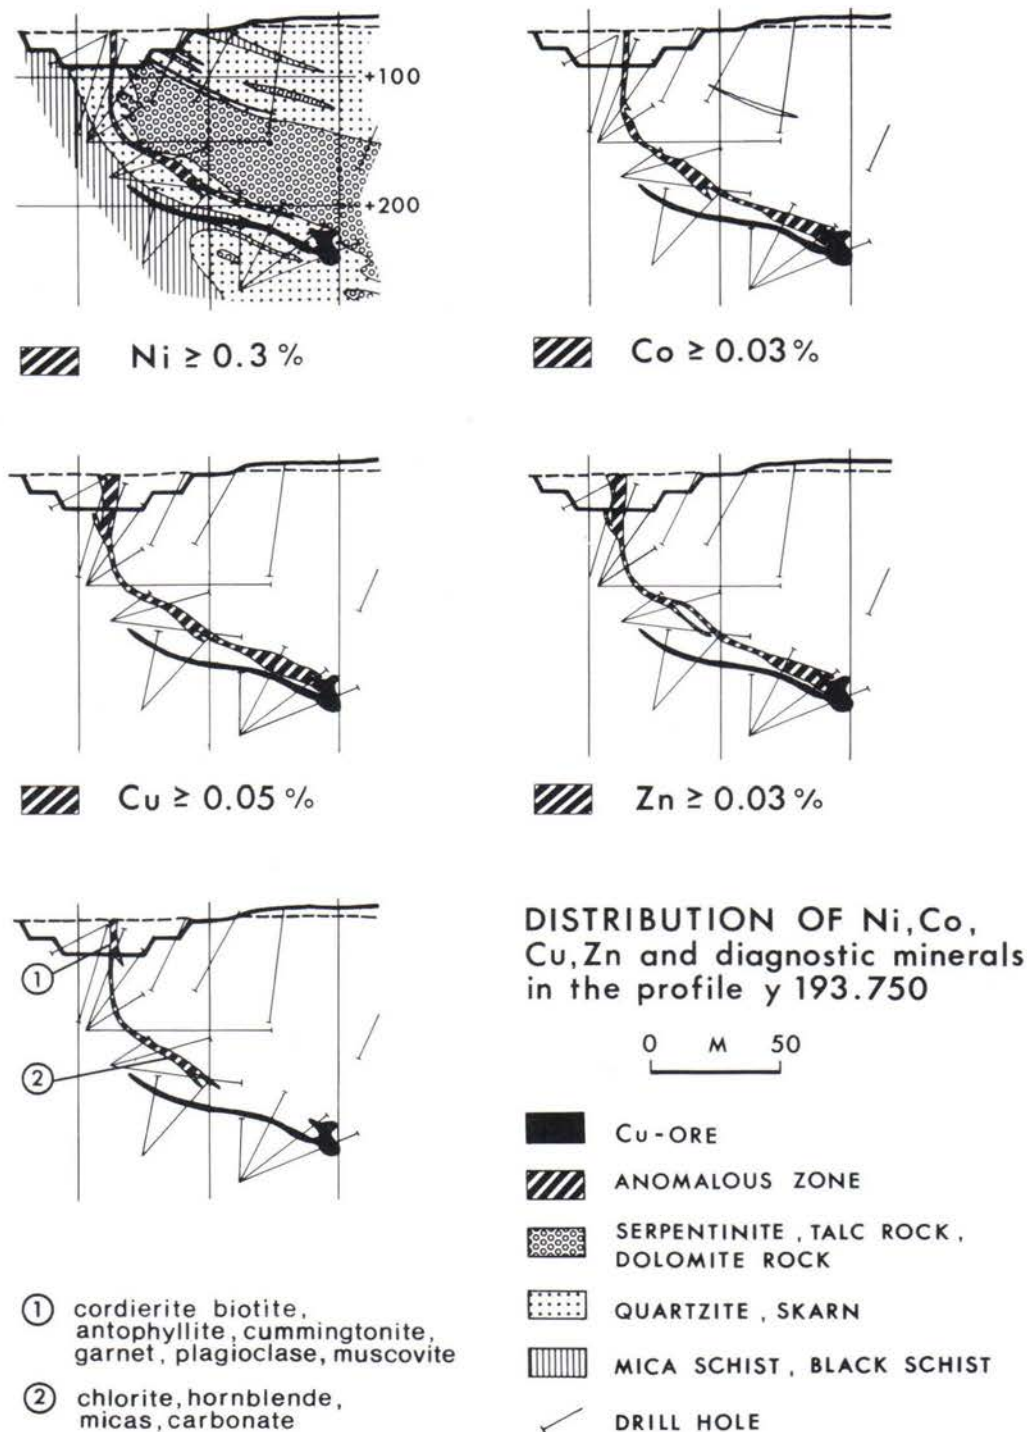 +100
+200
Ni ≥ 0.3 %
Co ≥ 0.03 %
Cu ≥ 0.05 %
Zn ≥ 0.03 %
1
2
DISTRIBUTION OF Ni, Co,
Cu, Zn and diagnostic minerals
in the profile y 193.750
0 M 50
Cu-ORE
ANOMALOUS ZONE
SERPENTINITE , TALC ROCK ,
DOLOMITE ROCK
QUARTZITE , SKARN
MICA SCHIST , BLACK SCHIST
DRILL HOLE
1 cordierite biotite,
antophyllite, cummingtonite,
garnet, plagioclase, muscovite
2 chlorite, hornblende,
micas, carbonate